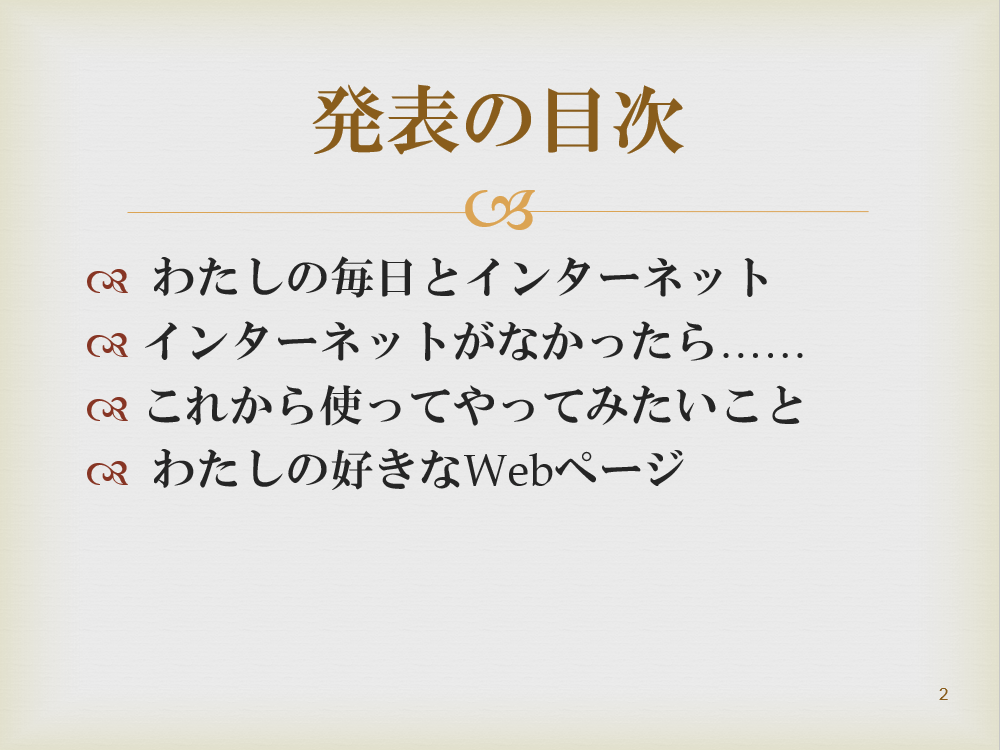 発表の目次
わたしの毎日とインターネット
インターネットがなかったら……
これから使ってやってみたいこと
わたしの好きなWebページ
2